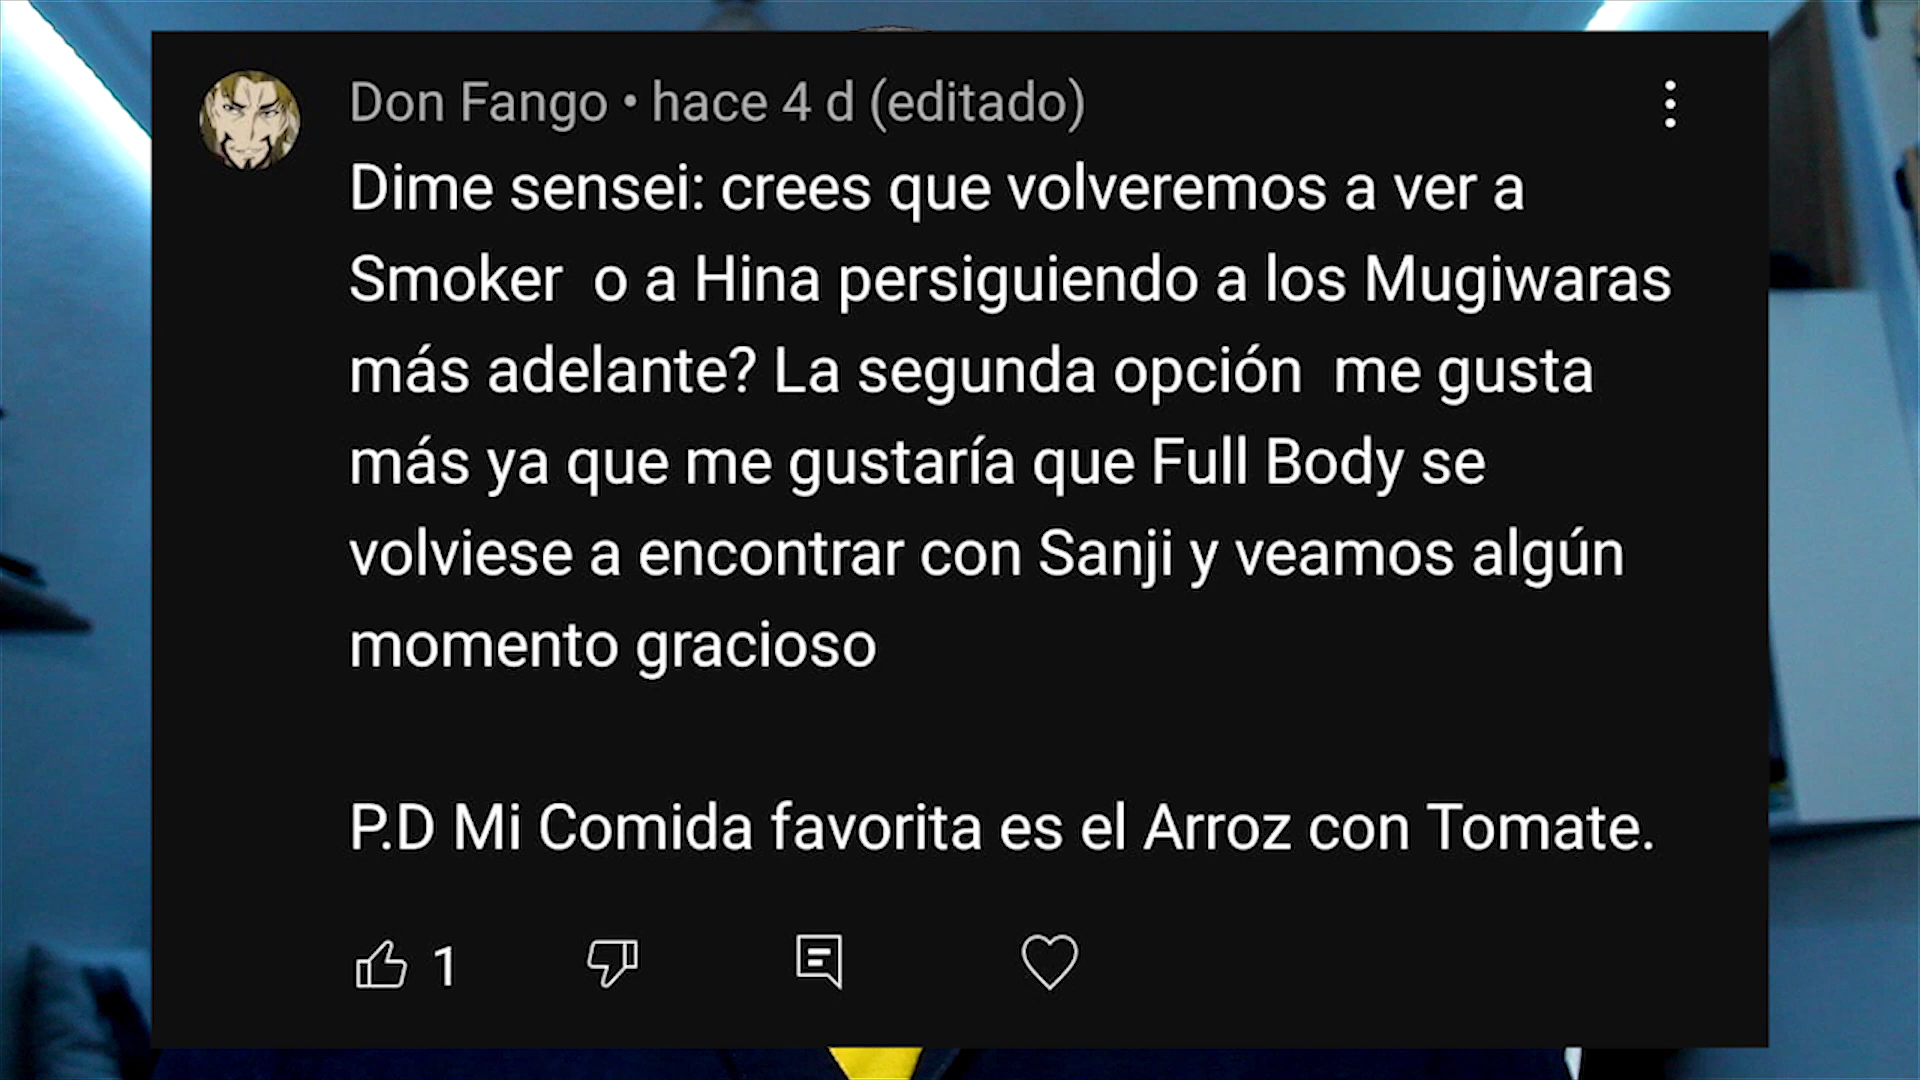 Don Fango • hace 4 d (editado)
Dime sensei: crees que volveremos a ver a
Smoker  o a Hina persiguiendo a los Mugiwaras
más adelante? La segunda opción  me gusta
más ya que me gustaría que Full Body se
volviese a encontrar con Sanji y veamos algún
momento gracioso
P.D Mi Comida favorita es el Arroz con Tomate.
1